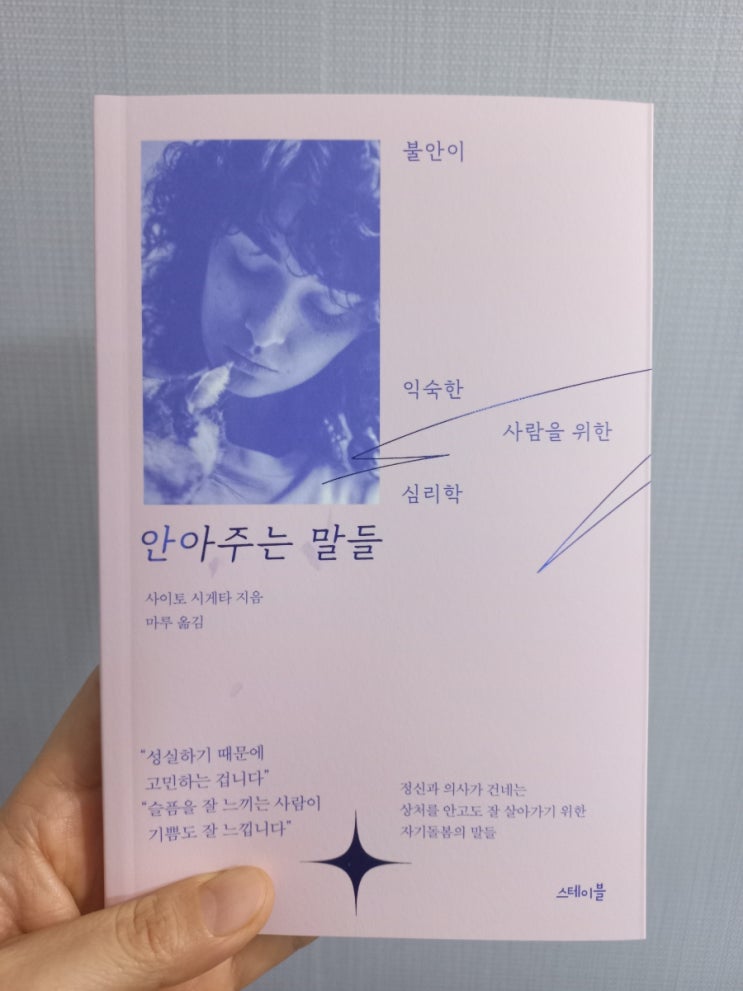 불안이
익숙한
사람을 위한
심리학
안아주는 말들
사이토 시게타 지음
마루 옮김
“성실하기 때문에
고민하는 겁니다”
“슬픔을 잘 느끼는 사람이
기쁨도 잘 느낍니다”
정신과 의사가 건네는
상처를 안고도 잘 살아가기 위한
자기돌봄의 말들
스테이블